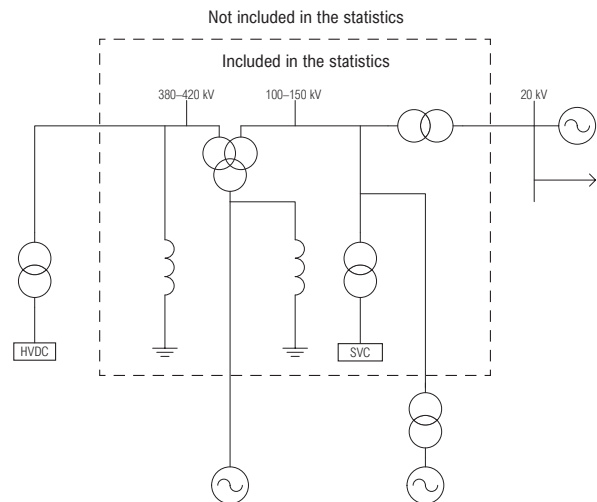 Not included in the statistics
Included in the statistics
380–420 kV
100–150 kV
20 kV
HVDC
SVC